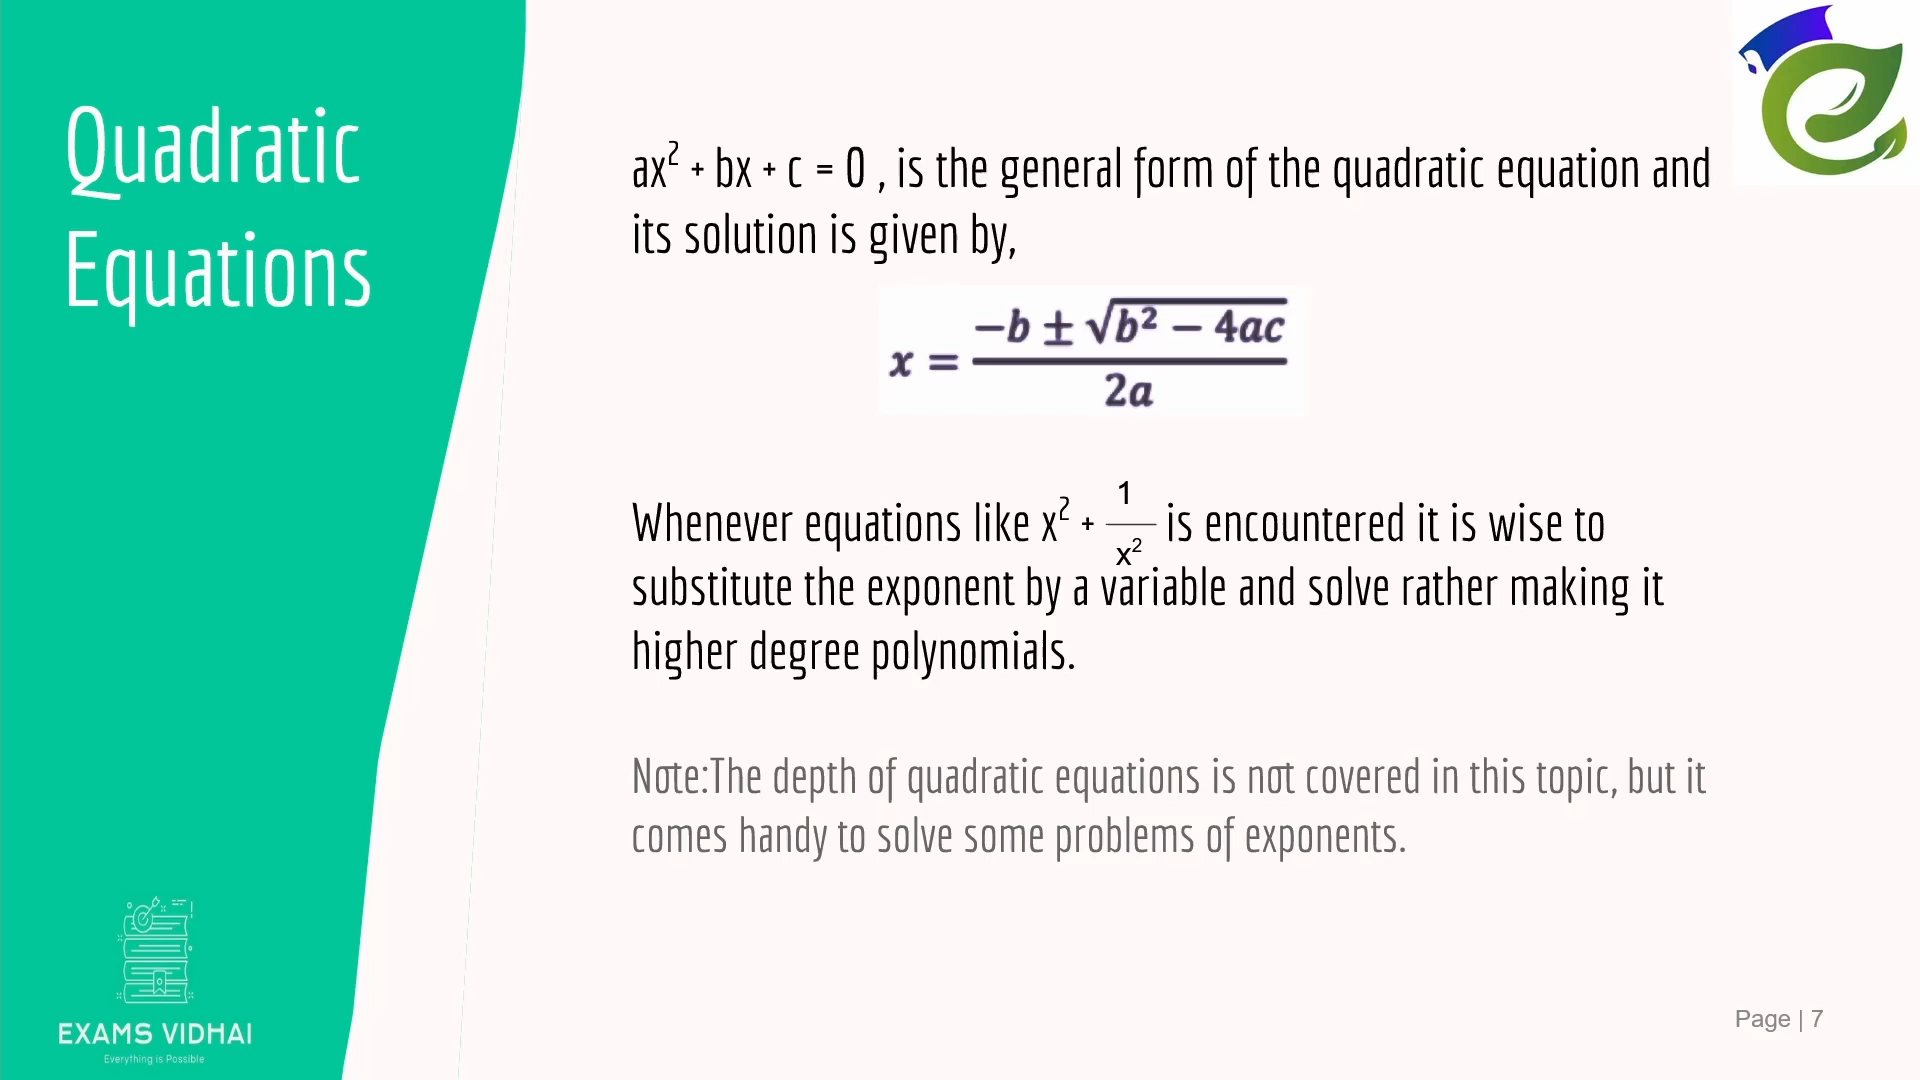 Quadratic
Equations
ax² + bx + c = 0 , is the general form of the quadratic equation and
its solution is given by,
x = (−b ± √(b² − 4ac)) / 2a
Whenever equations like x² + 1/x² is encountered it is wise to
substitute the exponent by a variable and solve rather making it
higher degree polynomials.
Note:The depth of quadratic equations is not covered in this topic, but it
comes handy to solve some problems of exponents.
EXAMS VIDHAI
Everything is Possible
Page | 7